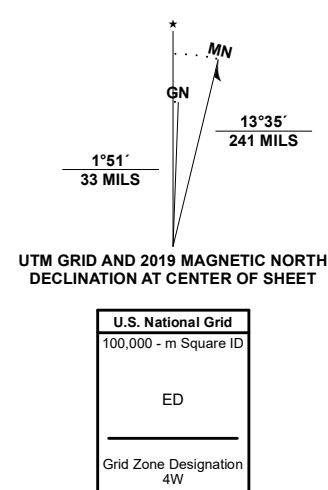 ★
MN
GN
13°35´
241 MILS
1°51´
33 MILS
UTM GRID AND 2019 MAGNETIC NORTH
DECLINATION AT CENTER OF SHEET
U.S. National Grid
100,000 - m Square ID
ED
Grid Zone Designation
4W